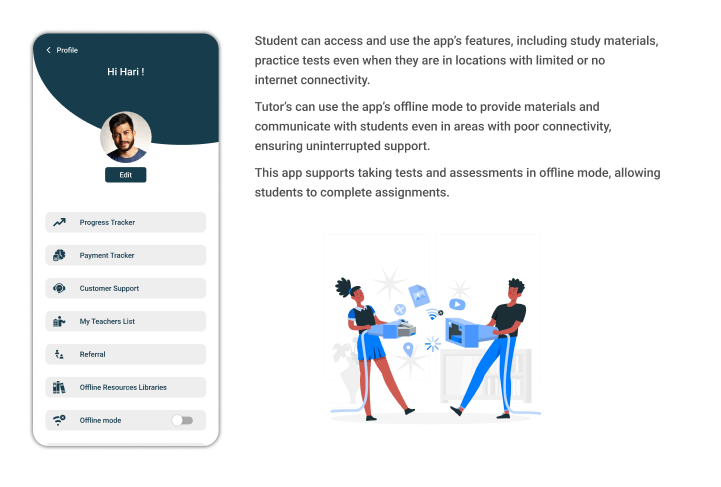 Profile
Hi Hari !
Edit
Progress Tracker
Payment Tracker
Customer Support
My Teachers List
Referral
Offline Resources Libraries
Offline mode
Student can access and use the app's features, including study materials,
practice tests even when they are in locations with limited or no
internet connectivity.
Tutor's can use the app's offline mode to provide materials and
communicate with students even in areas with poor connectivity,
ensuring uninterrupted support.
This app supports taking tests and assessments in offline mode, allowing
students to complete assignments.